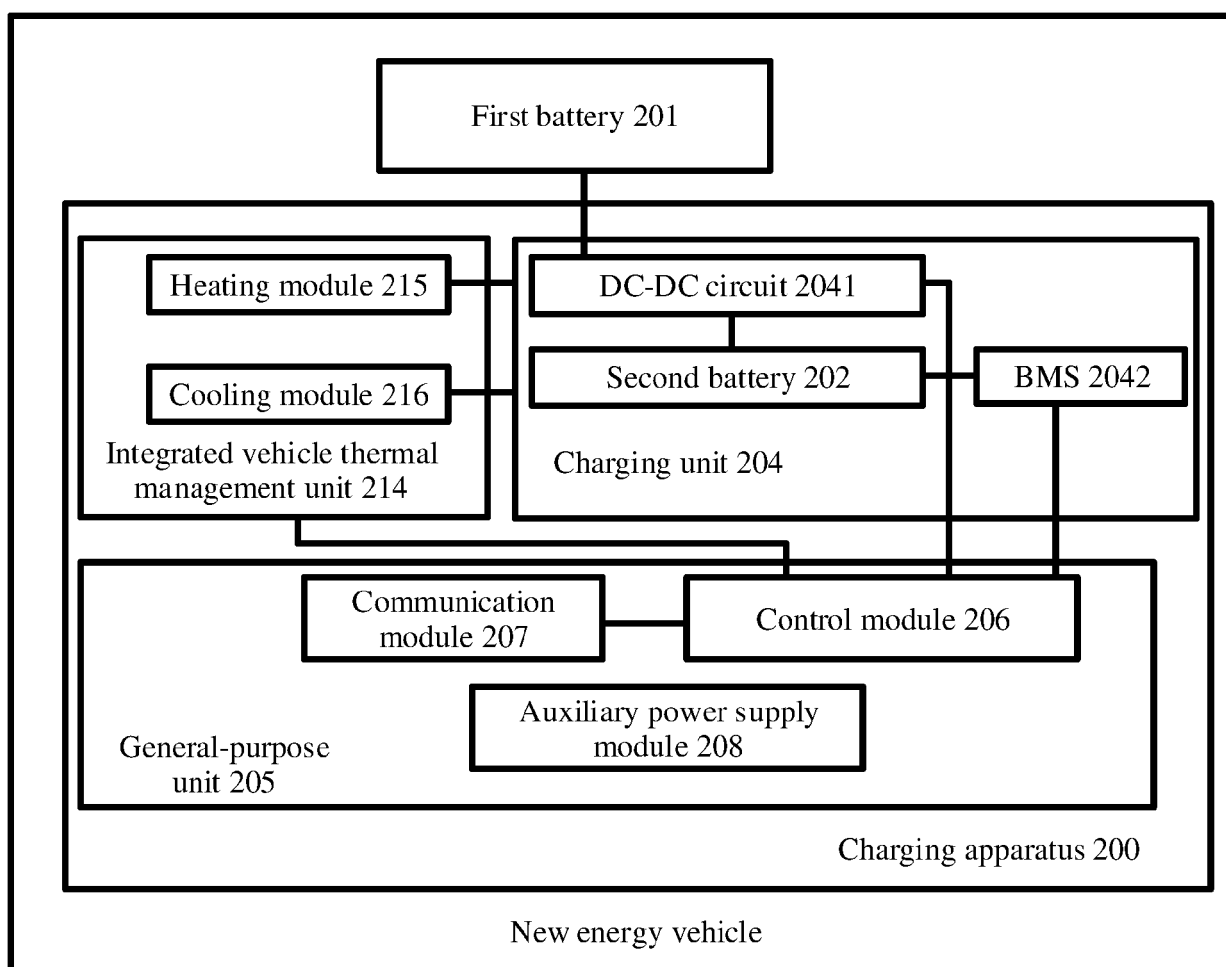 First battery 201
Heating module 215
DC-DC circuit 2041
Cooling module 216
Second battery 202
BMS 2042
Integrated vehicle thermal
management unit 214
Charging unit 204
Communication
module 207
Control module 206
Auxiliary power supply
module 208
General-purpose
unit 205
Charging apparatus 200
New energy vehicle